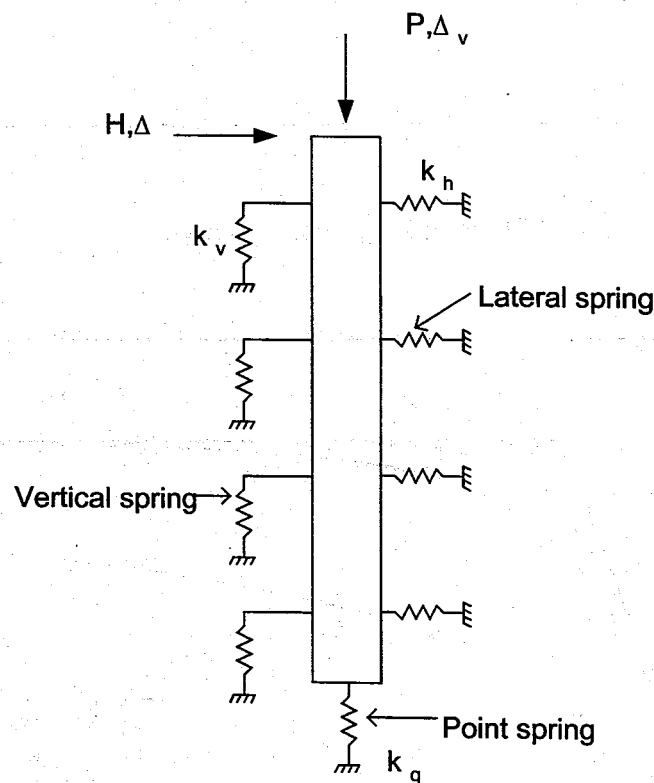 P,Δ v
H,Δ
k h
k v
Lateral spring
Vertical spring
Point spring
k q